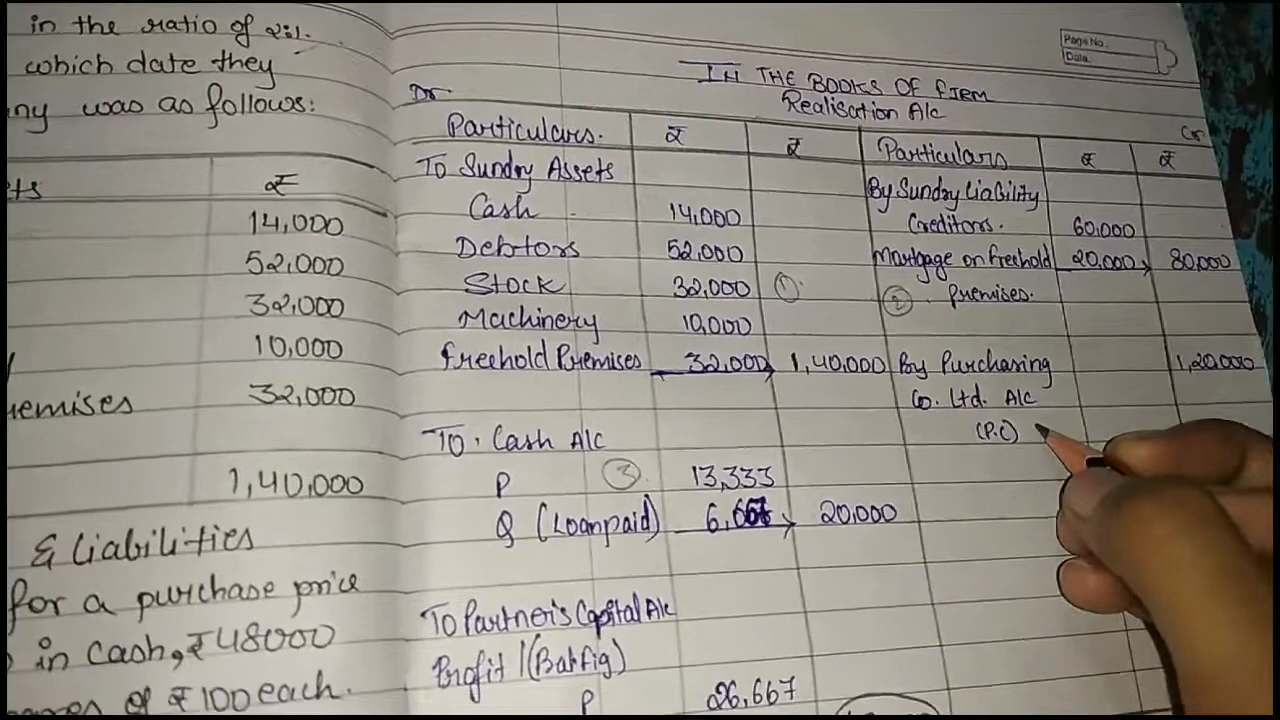 in the ratio of 2:1.
which date they
ny was as follows:
ets ₹
14,000
52,000
32,000
10,000
emises 32,000
1,40,000
& liabilities
for a purchase price
in cash, ₹48000
of ₹100 each.
Page No.
Date
IN THE BOOKS OF FIRM
Realisation A/c
Dr. Cr
Particulars. ₹ ₹ Particulars ₹ ₹
To Sundry Assets
By Sundry Liability
Cash 14,000 Creditors. 60,000
Debtors 52,000 Mortgage on Freehold 20,000 80,000
Stock 32,000 ① ② Premises.
Machinery 10,000
Freehold Premises 32,000 1,40,000 By Purchasing 1,20,000
Co. Ltd. A/c
To Cash A/c (P.C)
P ③ 13,333
Q (Loan paid) 6,667 20,000
To Partner's Capital A/c
Profit (Bal fig)
P 26,667